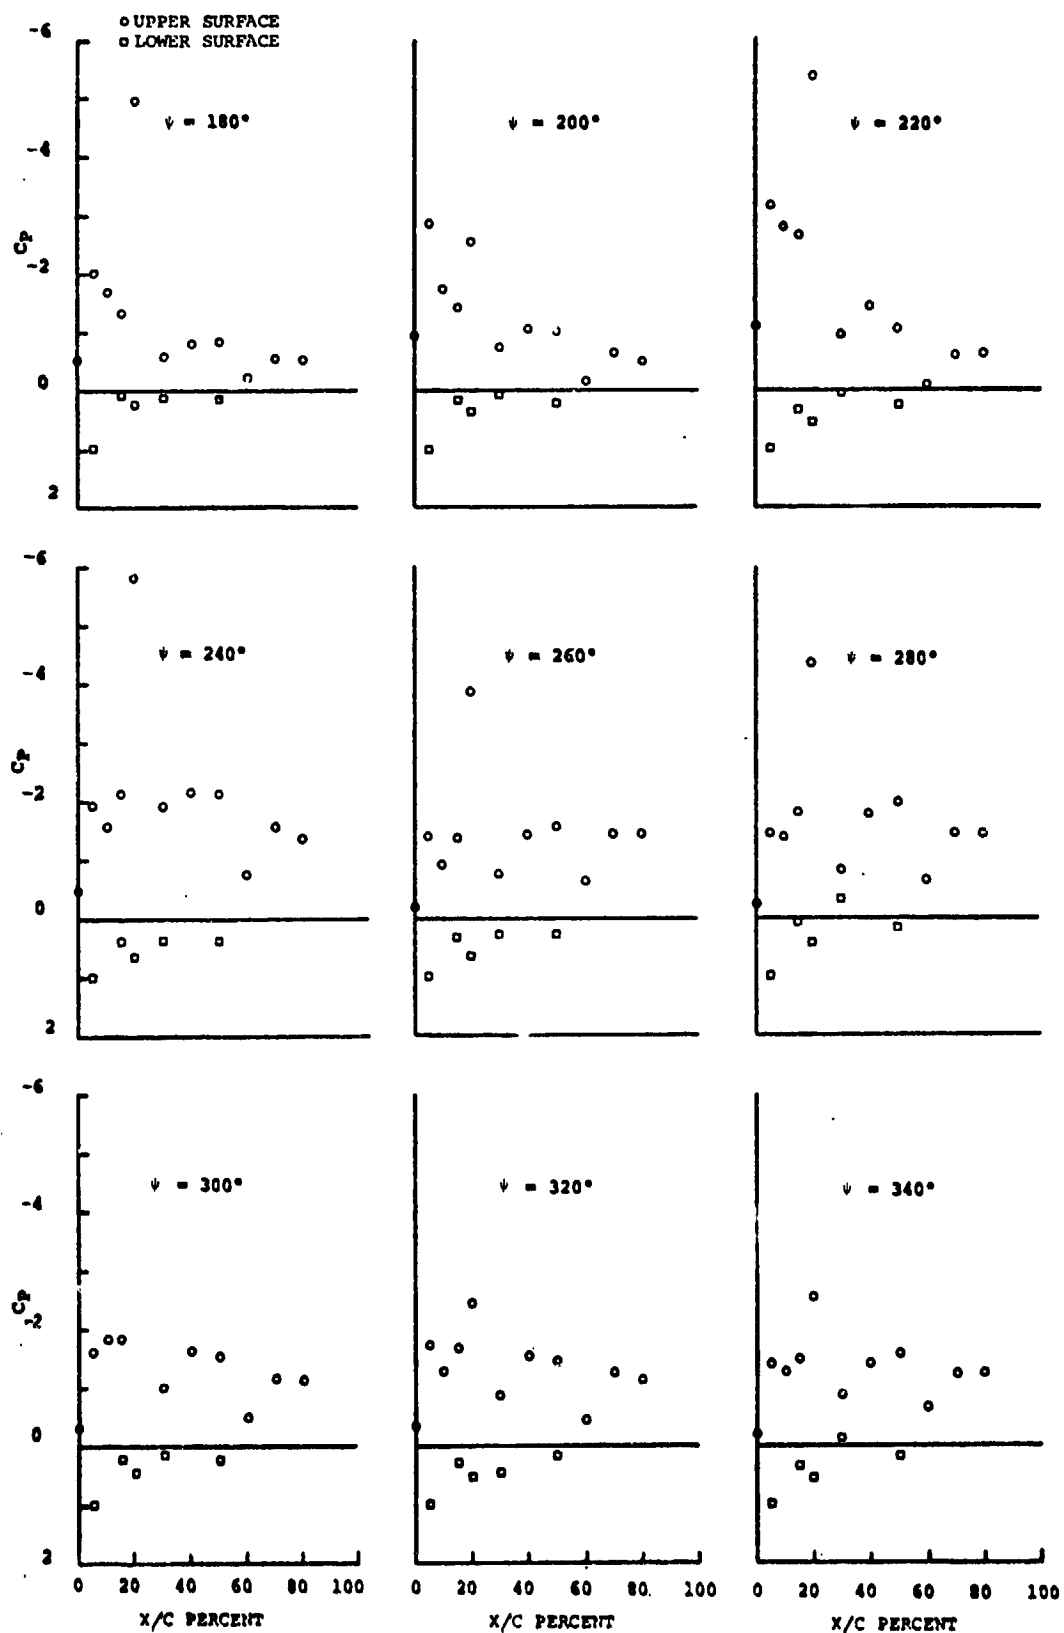 ○ UPPER SURFACE
□ LOWER SURFACE
-6
-4
-2
0
2
Cp
ψ = 180°
ψ = 200°
ψ = 220°
-6
-4
-2
0
2
Cp
ψ = 240°
ψ = 260°
ψ = 280°
-6
-4
-2
0
2
Cp
ψ = 300°
ψ = 320°
ψ = 340°
0 20 40 60 80 100
0 20 40 60 80. 100
0 20 40 60 80 100
X/C PERCENT
X/C PERCENT
X/C PERCENT